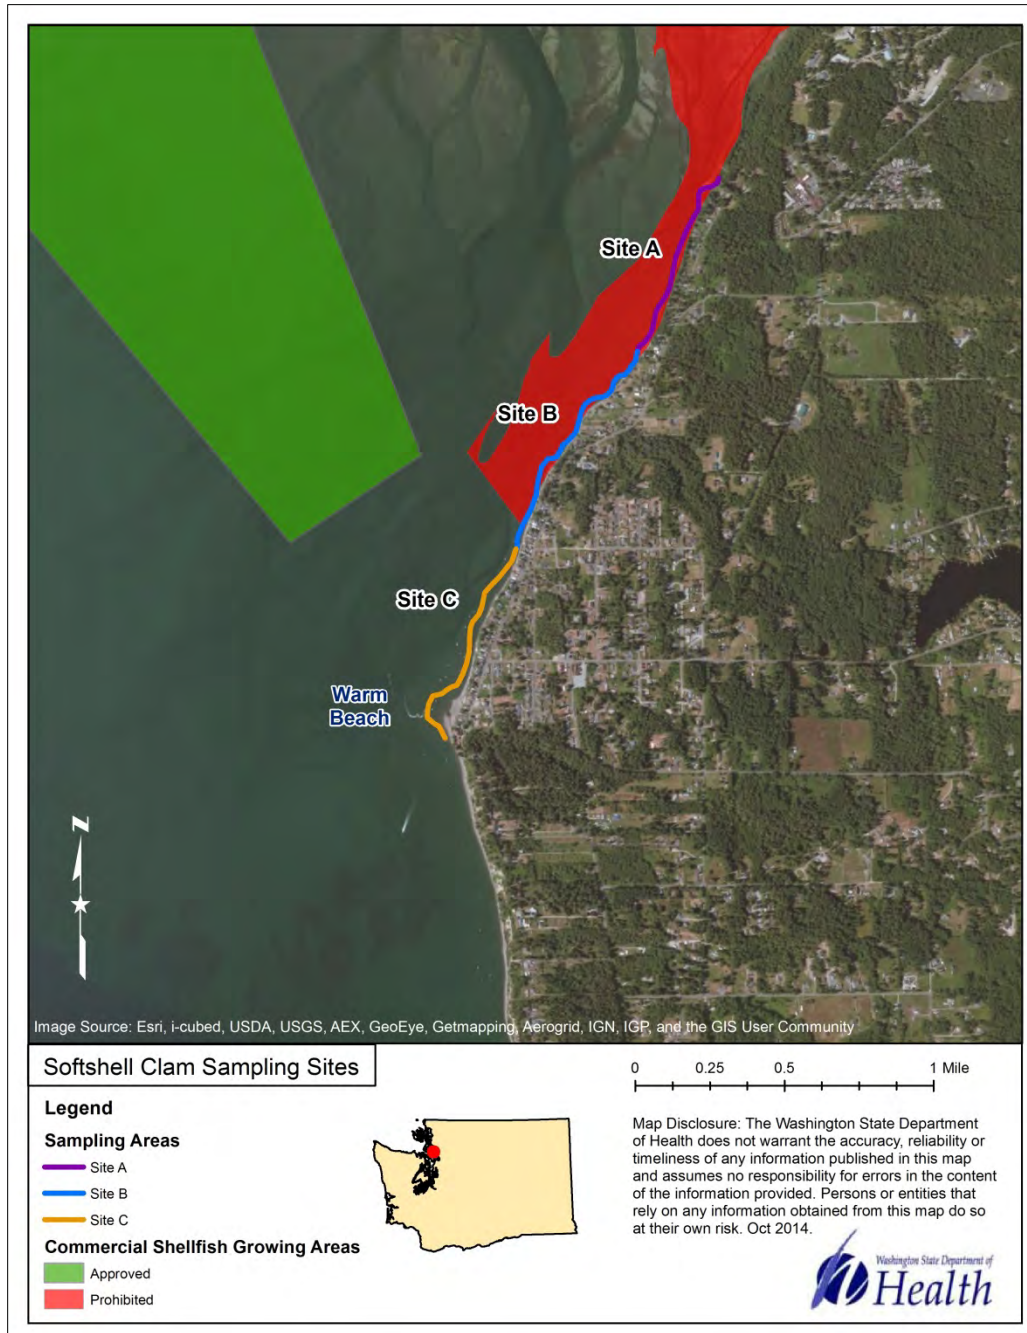 Site A
Site B
Site C
Warm
Beach
N
Image Source: Esri, i-cubed, USDA, USGS, AEX, GeoEye, Getmapping, Aerogrid, IGN, IGP, and the GIS User Community
Softshell Clam Sampling Sites
Legend
Sampling Areas
Site A
Site B
Site C
Commercial Shellfish Growing Areas
Approved
Prohibited
0 0.25 0.5 1 Mile
Map Disclosure: The Washington State Department
of Health does not warrant the accuracy, reliability or
timeliness of any information published in this map
and assumes no responsibility for errors in the content
of the information provided. Persons or entities that
rely on any information obtained from this map do so
at their own risk. Oct 2014.
Washington State Department of
Health